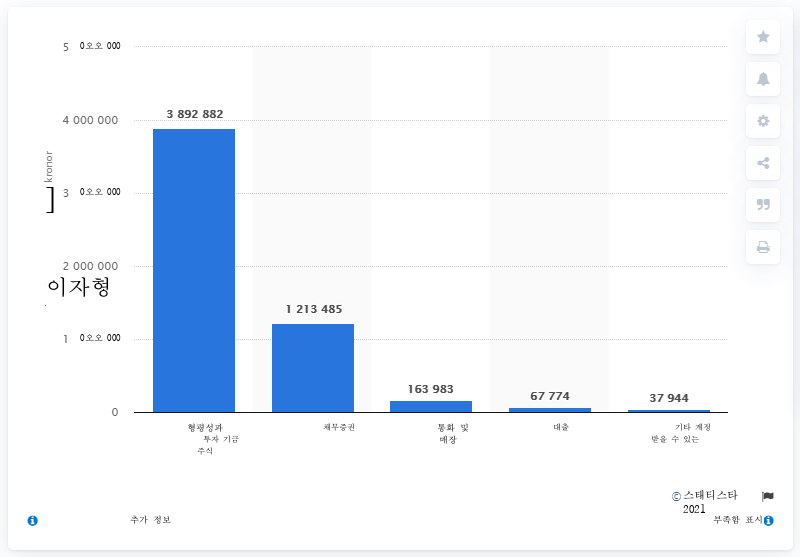 5 0오오 000
3 892 882
4 000 000
kronor
]
3 0오오 000
2 000 000
이자형
1 213 485
1 0오오 000
163 983
67 774
37 944
0
형평성과
투자 기금
주식
채무증권
통화 및
매장
대출
기타 계정
받을 수 있는
© 스태티스타
2021
추가 정보
부족함 표시